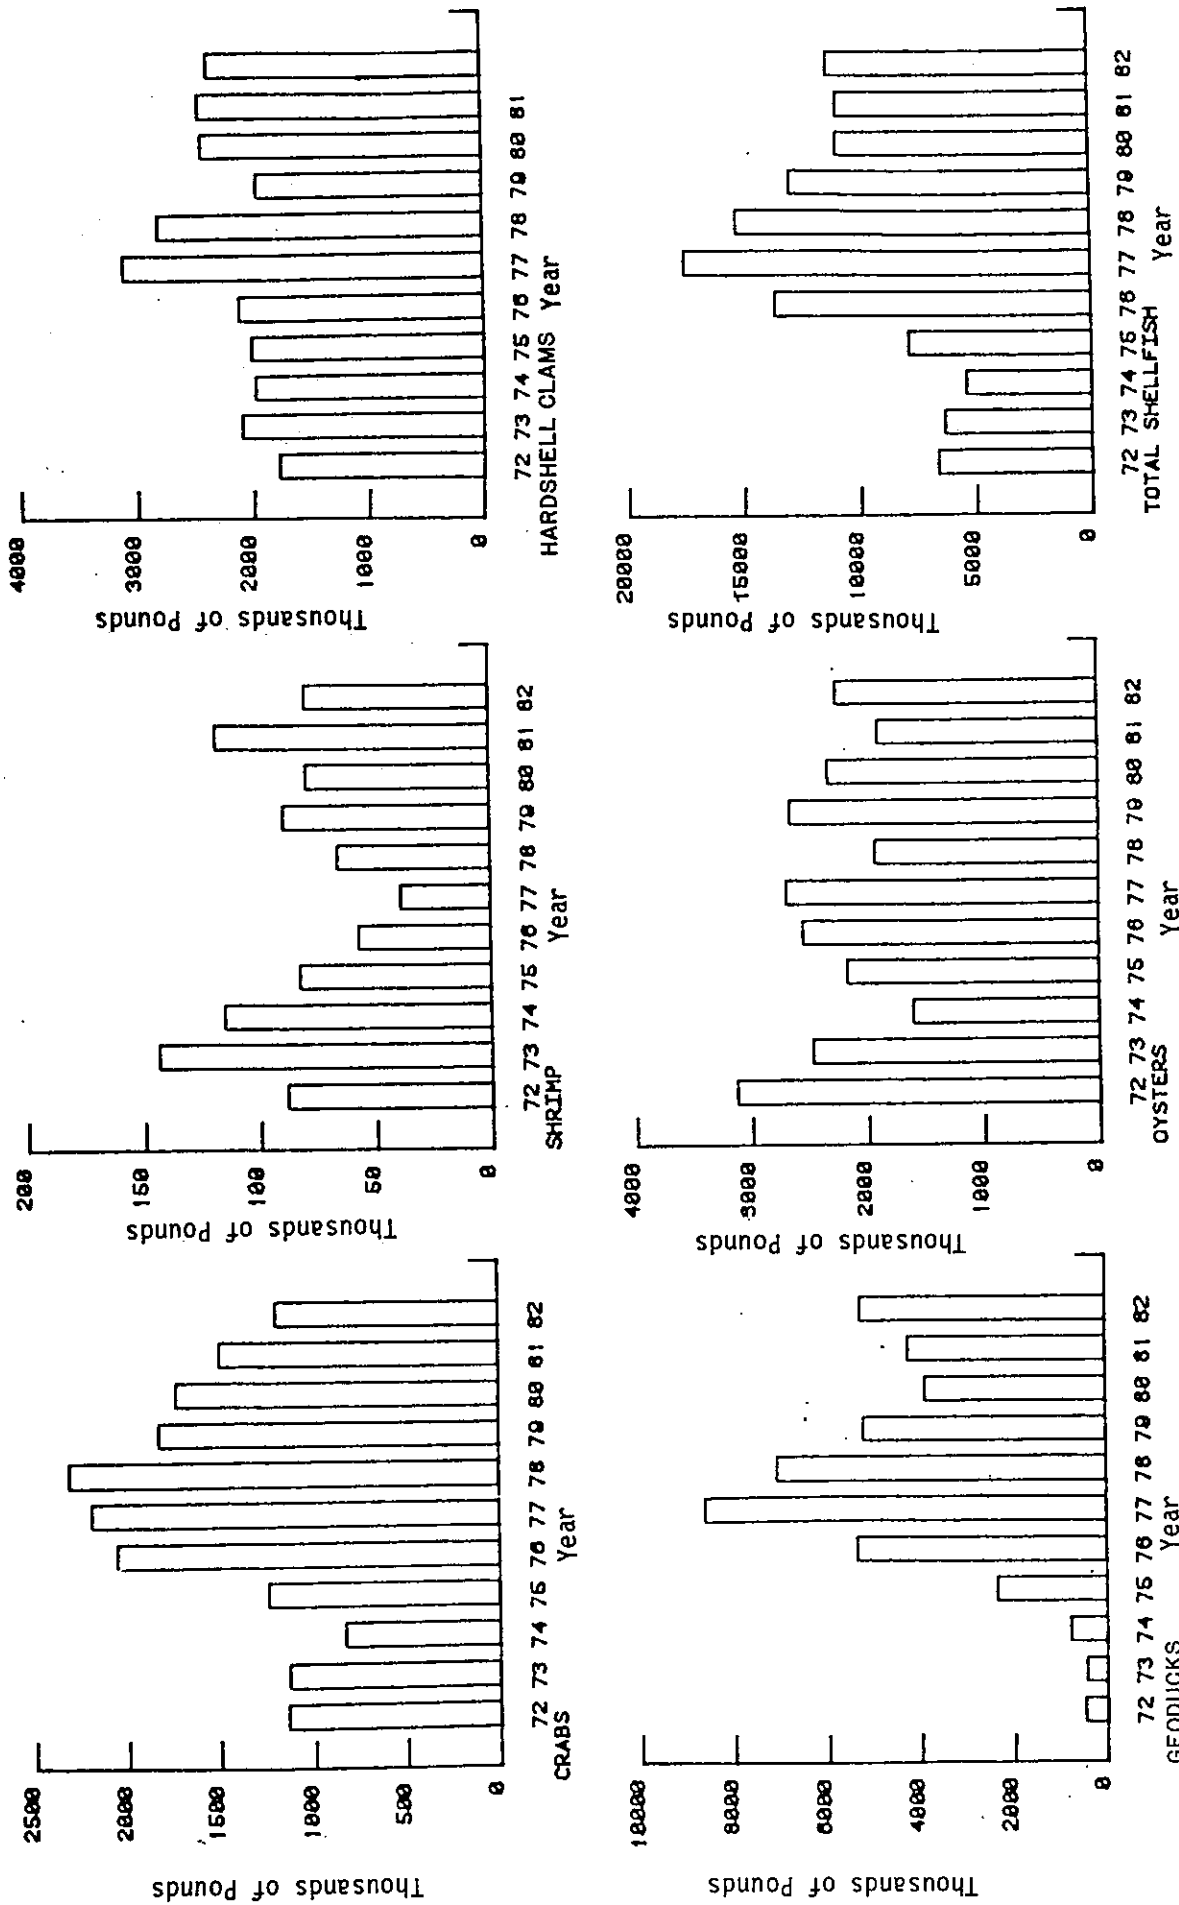 Thousands of Pounds
2500
2000
1500
1000
500
0
72 73 74 75 76 77 78 79 80 81 82
CRABS
Year
Thousands of Pounds
200
150
100
50
0
72 73 74 75 76 77 78 79 80 81 82
SHRIMP
Year
Thousands of Pounds
4000
3000
2000
1000
0
72 73 74 75 76 77 78 79 80 81
HARDSHELL CLAMS Year
Thousands of Pounds
10000
8000
6000
4000
2000
0
72 73 74 75 76 77 78 79 80 81 82
GEODUCKS
Year
Thousands of Pounds
4000
3000
2000
1000
0
72 73 74 75 76 77 78 79 80 81 82
OYSTERS
Year
Thousands of Pounds
20000
15000
10000
5000
0
72 73 74 75 76 77 78 79 80 81 82
TOTAL SHELLFISH
Year